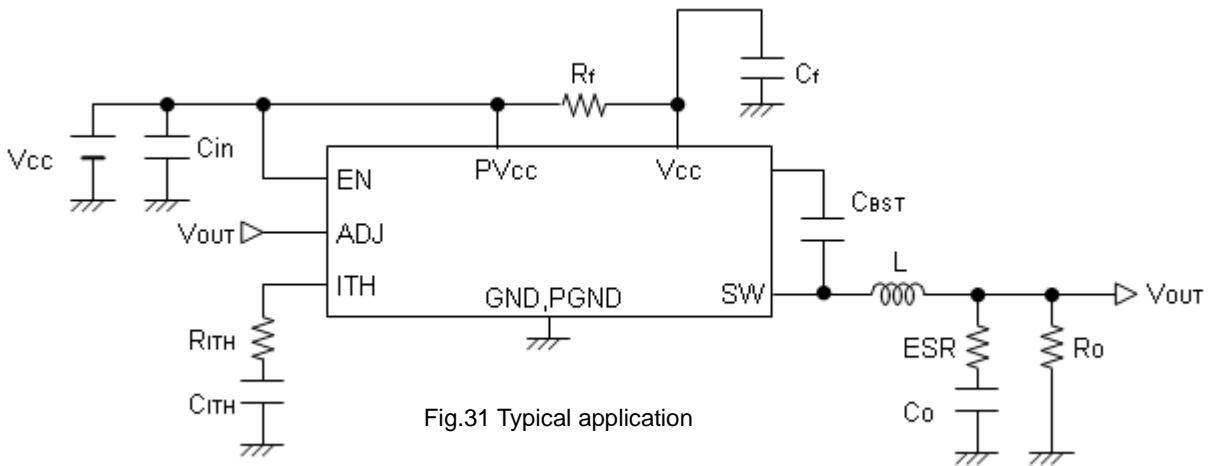 Rf
Cf
Vcc
Cin
EN
PVcc
Vcc
CBST
VOUT
ADJ
L
ITH
GND,PGND
SW
VOUT
RITH
ESR
Ro
CITH
Co
Fig.31 Typical application